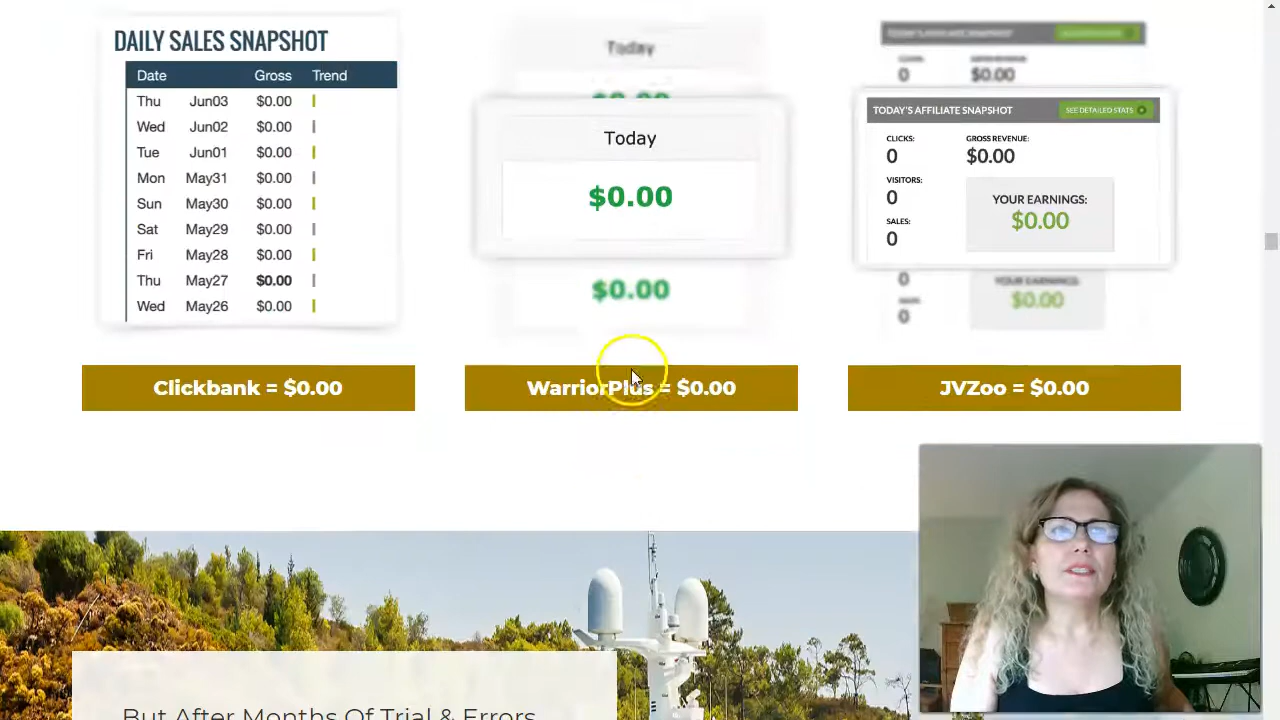 DAILY SALES SNAPSHOT
Date Gross Trend
Thu Jun03 $0.00
Wed Jun02 $0.00
Tue Jun01 $0.00
Mon May31 $0.00
Sun May30 $0.00
Sat May29 $0.00
Fri May28 $0.00
Thu May27 $0.00
Wed May26 $0.00
Clickbank = $0.00
Today
Today
$0.00
$0.00
WarriorPlus = $0.00
0 $0.00
TODAY'S AFFILIATE SNAPSHOT SEE DETAILED STATS
CLICKS: GROSS REVENUE:
0 $0.00
VISITORS:
0 YOUR EARNINGS:
SALES: $0.00
0
0 YOUR EARNINGS:
0 $0.00
JVZoo = $0.00
But After Months Of Trial & Errors